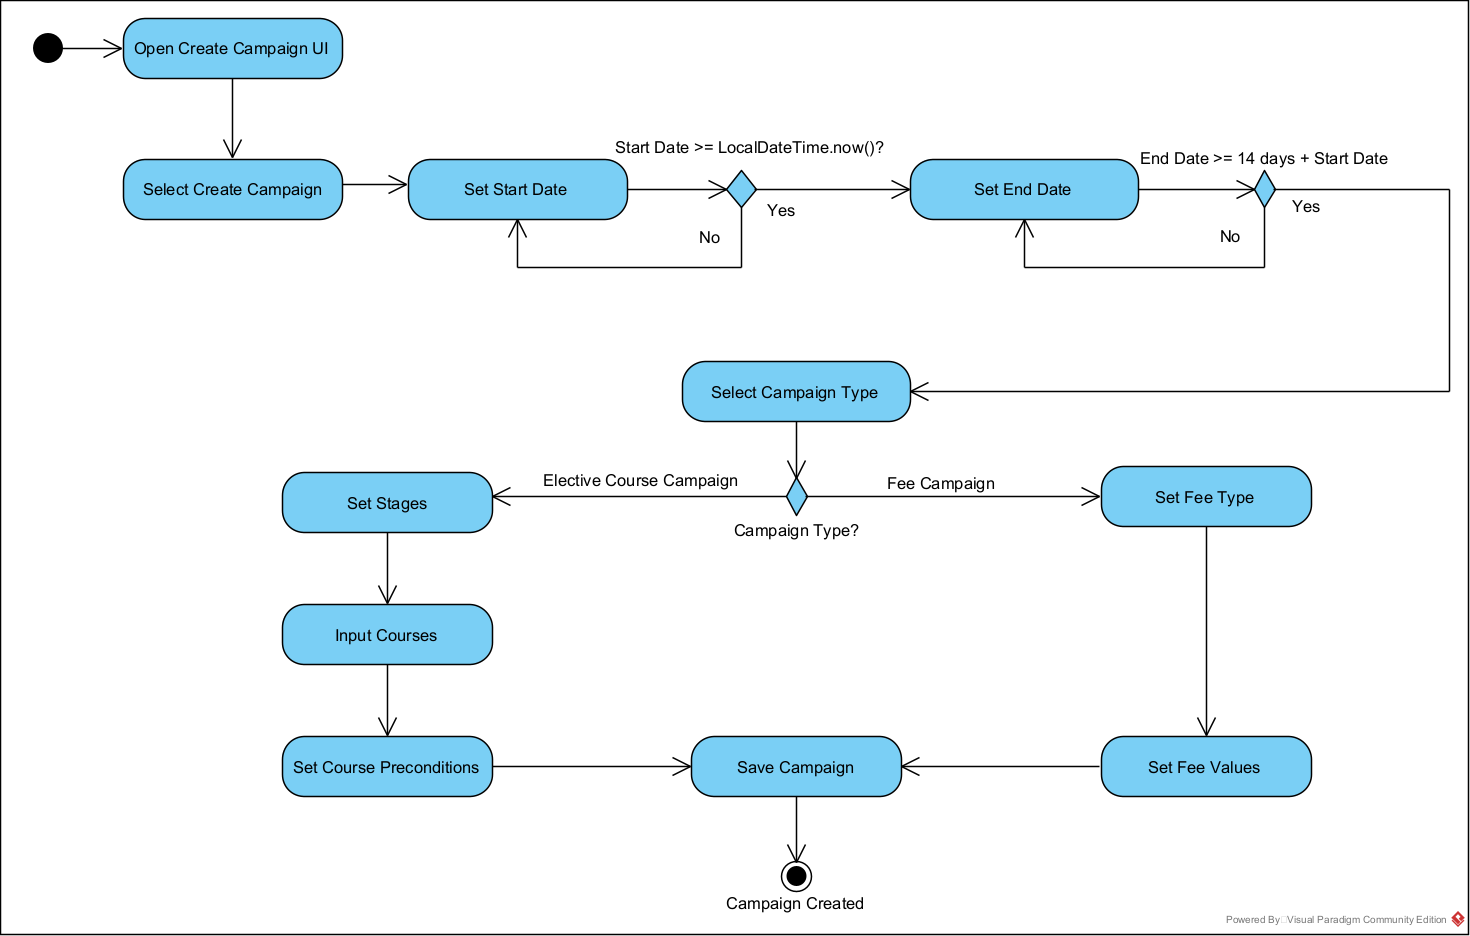 Open Create Campaign UI
Start Date >= LocalDateTime.now()?
End Date >= 14 days + Start Date
Select Create Campaign
Set Start Date
Set End Date
Yes
Yes
No
No
Select Campaign Type
Elective Course Campaign
Fee Campaign
Set Stages
Set Fee Type
Campaign Type?
Input Courses
Set Course Preconditions
Save Campaign
Set Fee Values
Campaign Created
Powered By Visual Paradigm Community Edition